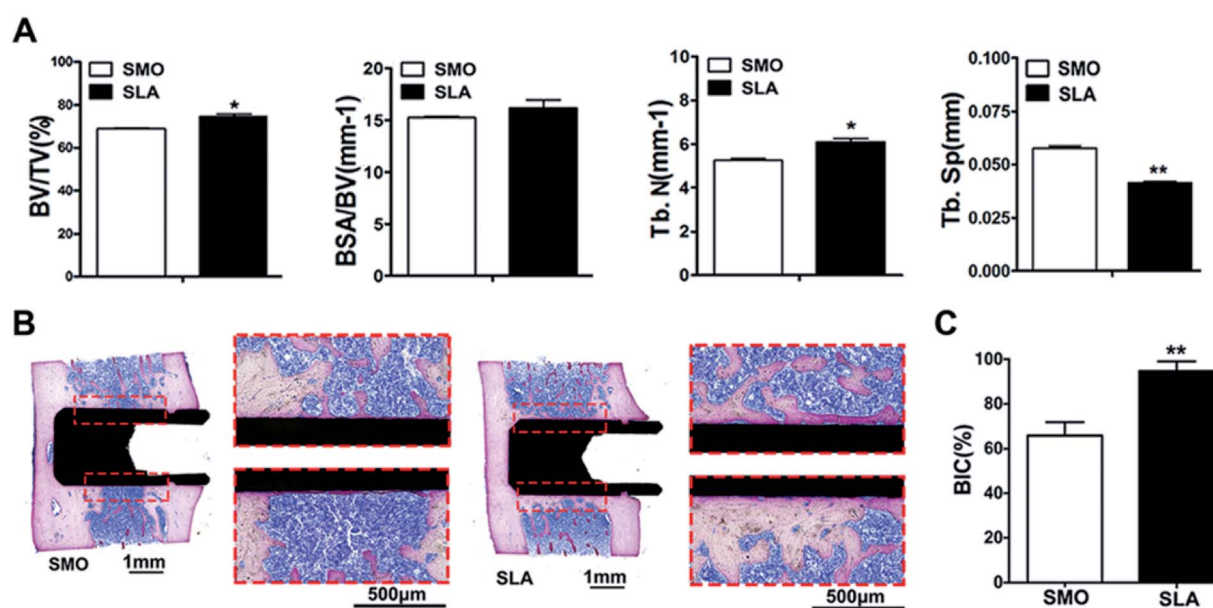 A
BV/TV(%)
100
80
60
40
20
0
SMO
SLA
*
BSA/BV(mm-1)
20
15
10
5
0
SMO
SLA
Tb. N(mm-1)
10
8
6
4
2
0
SMO
SLA
*
Tb. Sp(mm)
0.100
0.075
0.050
0.025
0.000
SMO
SLA
**
B
SMO
1mm
500µm
SLA
1mm
500µm
C
BIC(%)
100
80
60
40
20
0
**
SMO
SLA